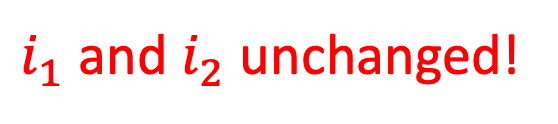 i₁ and i₂ unchanged!